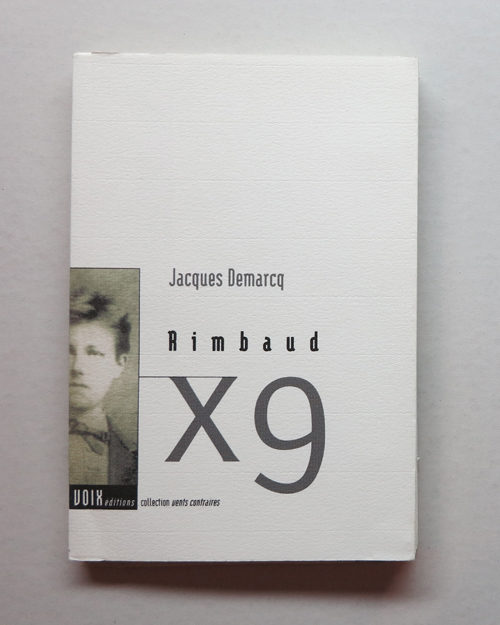 Jacques Demarcq
Rimbaud
x9
VOIX éditions collection vents contraires